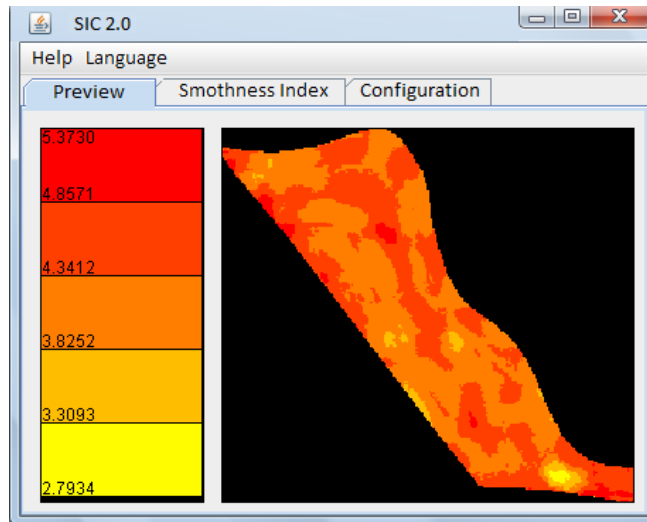 SIC 2.0
Help Language
Preview Smothness Index Configuration
5.3730
4.8571
4.3412
3.8252
3.3093
2.7934